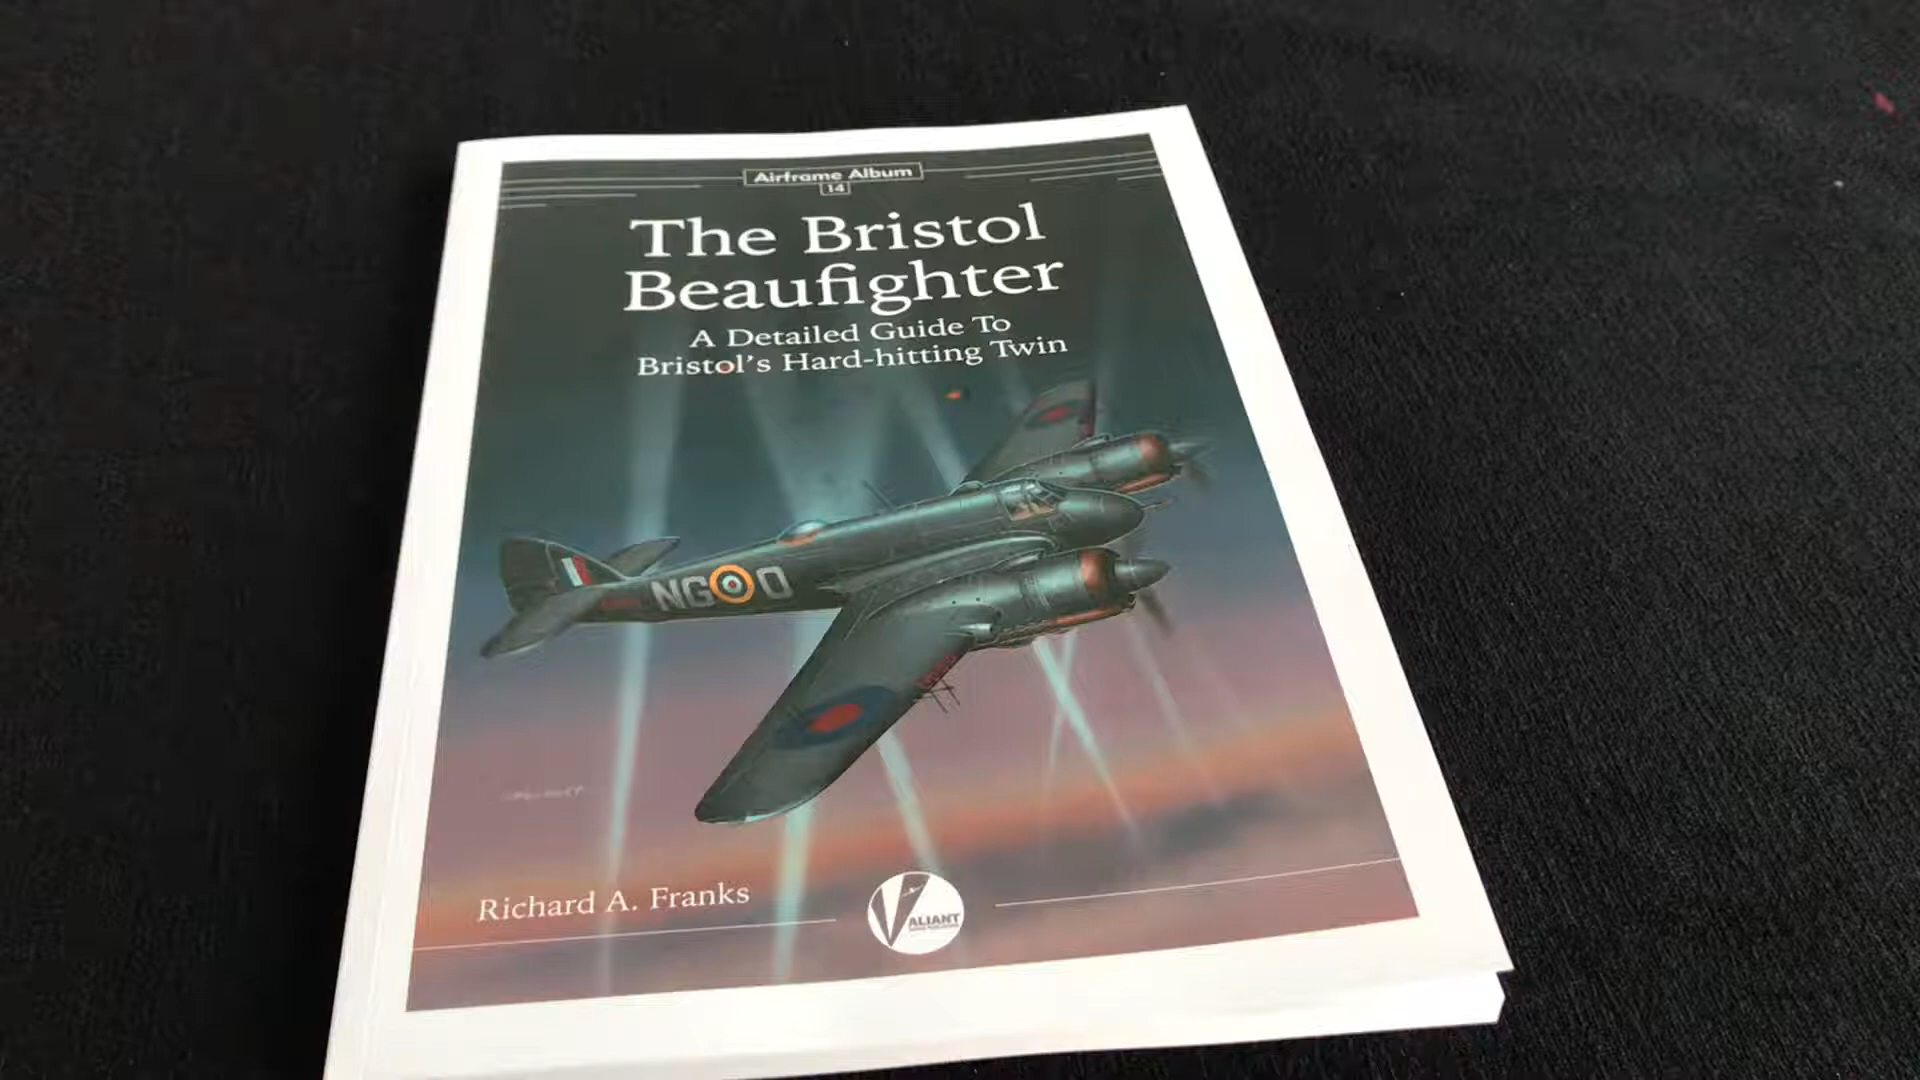 Airframe Album
14
The Bristol
Beaufighter
A Detailed Guide To
Bristol's Hard-hitting Twin
NG O
Richard A. Franks
VALIANT